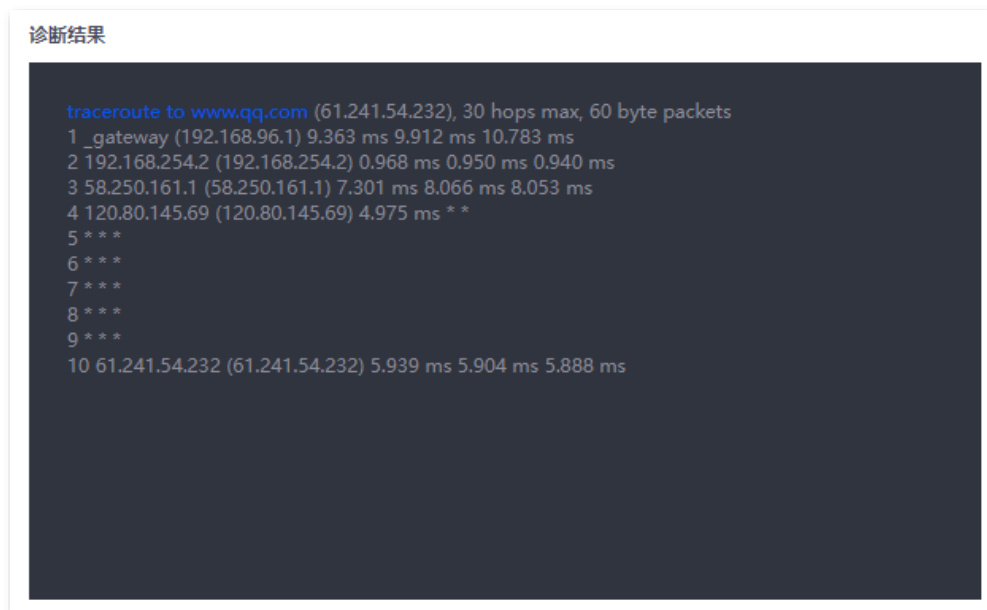 诊断结果
traceroute to www.qq.com (61.241.54.232), 30 hops max, 60 byte packets
1 _gateway (192.168.96.1) 9.363 ms 9.912 ms 10.783 ms
2 192.168.254.2 (192.168.254.2) 0.968 ms 0.950 ms 0.940 ms
3 58.250.161.1 (58.250.161.1) 7.301 ms 8.066 ms 8.053 ms
4 120.80.145.69 (120.80.145.69) 4.975 ms * *
5 * * *
6 * * *
7 * * *
8 * * *
9 * * *
10 61.241.54.232 (61.241.54.232) 5.939 ms 5.904 ms 5.888 ms